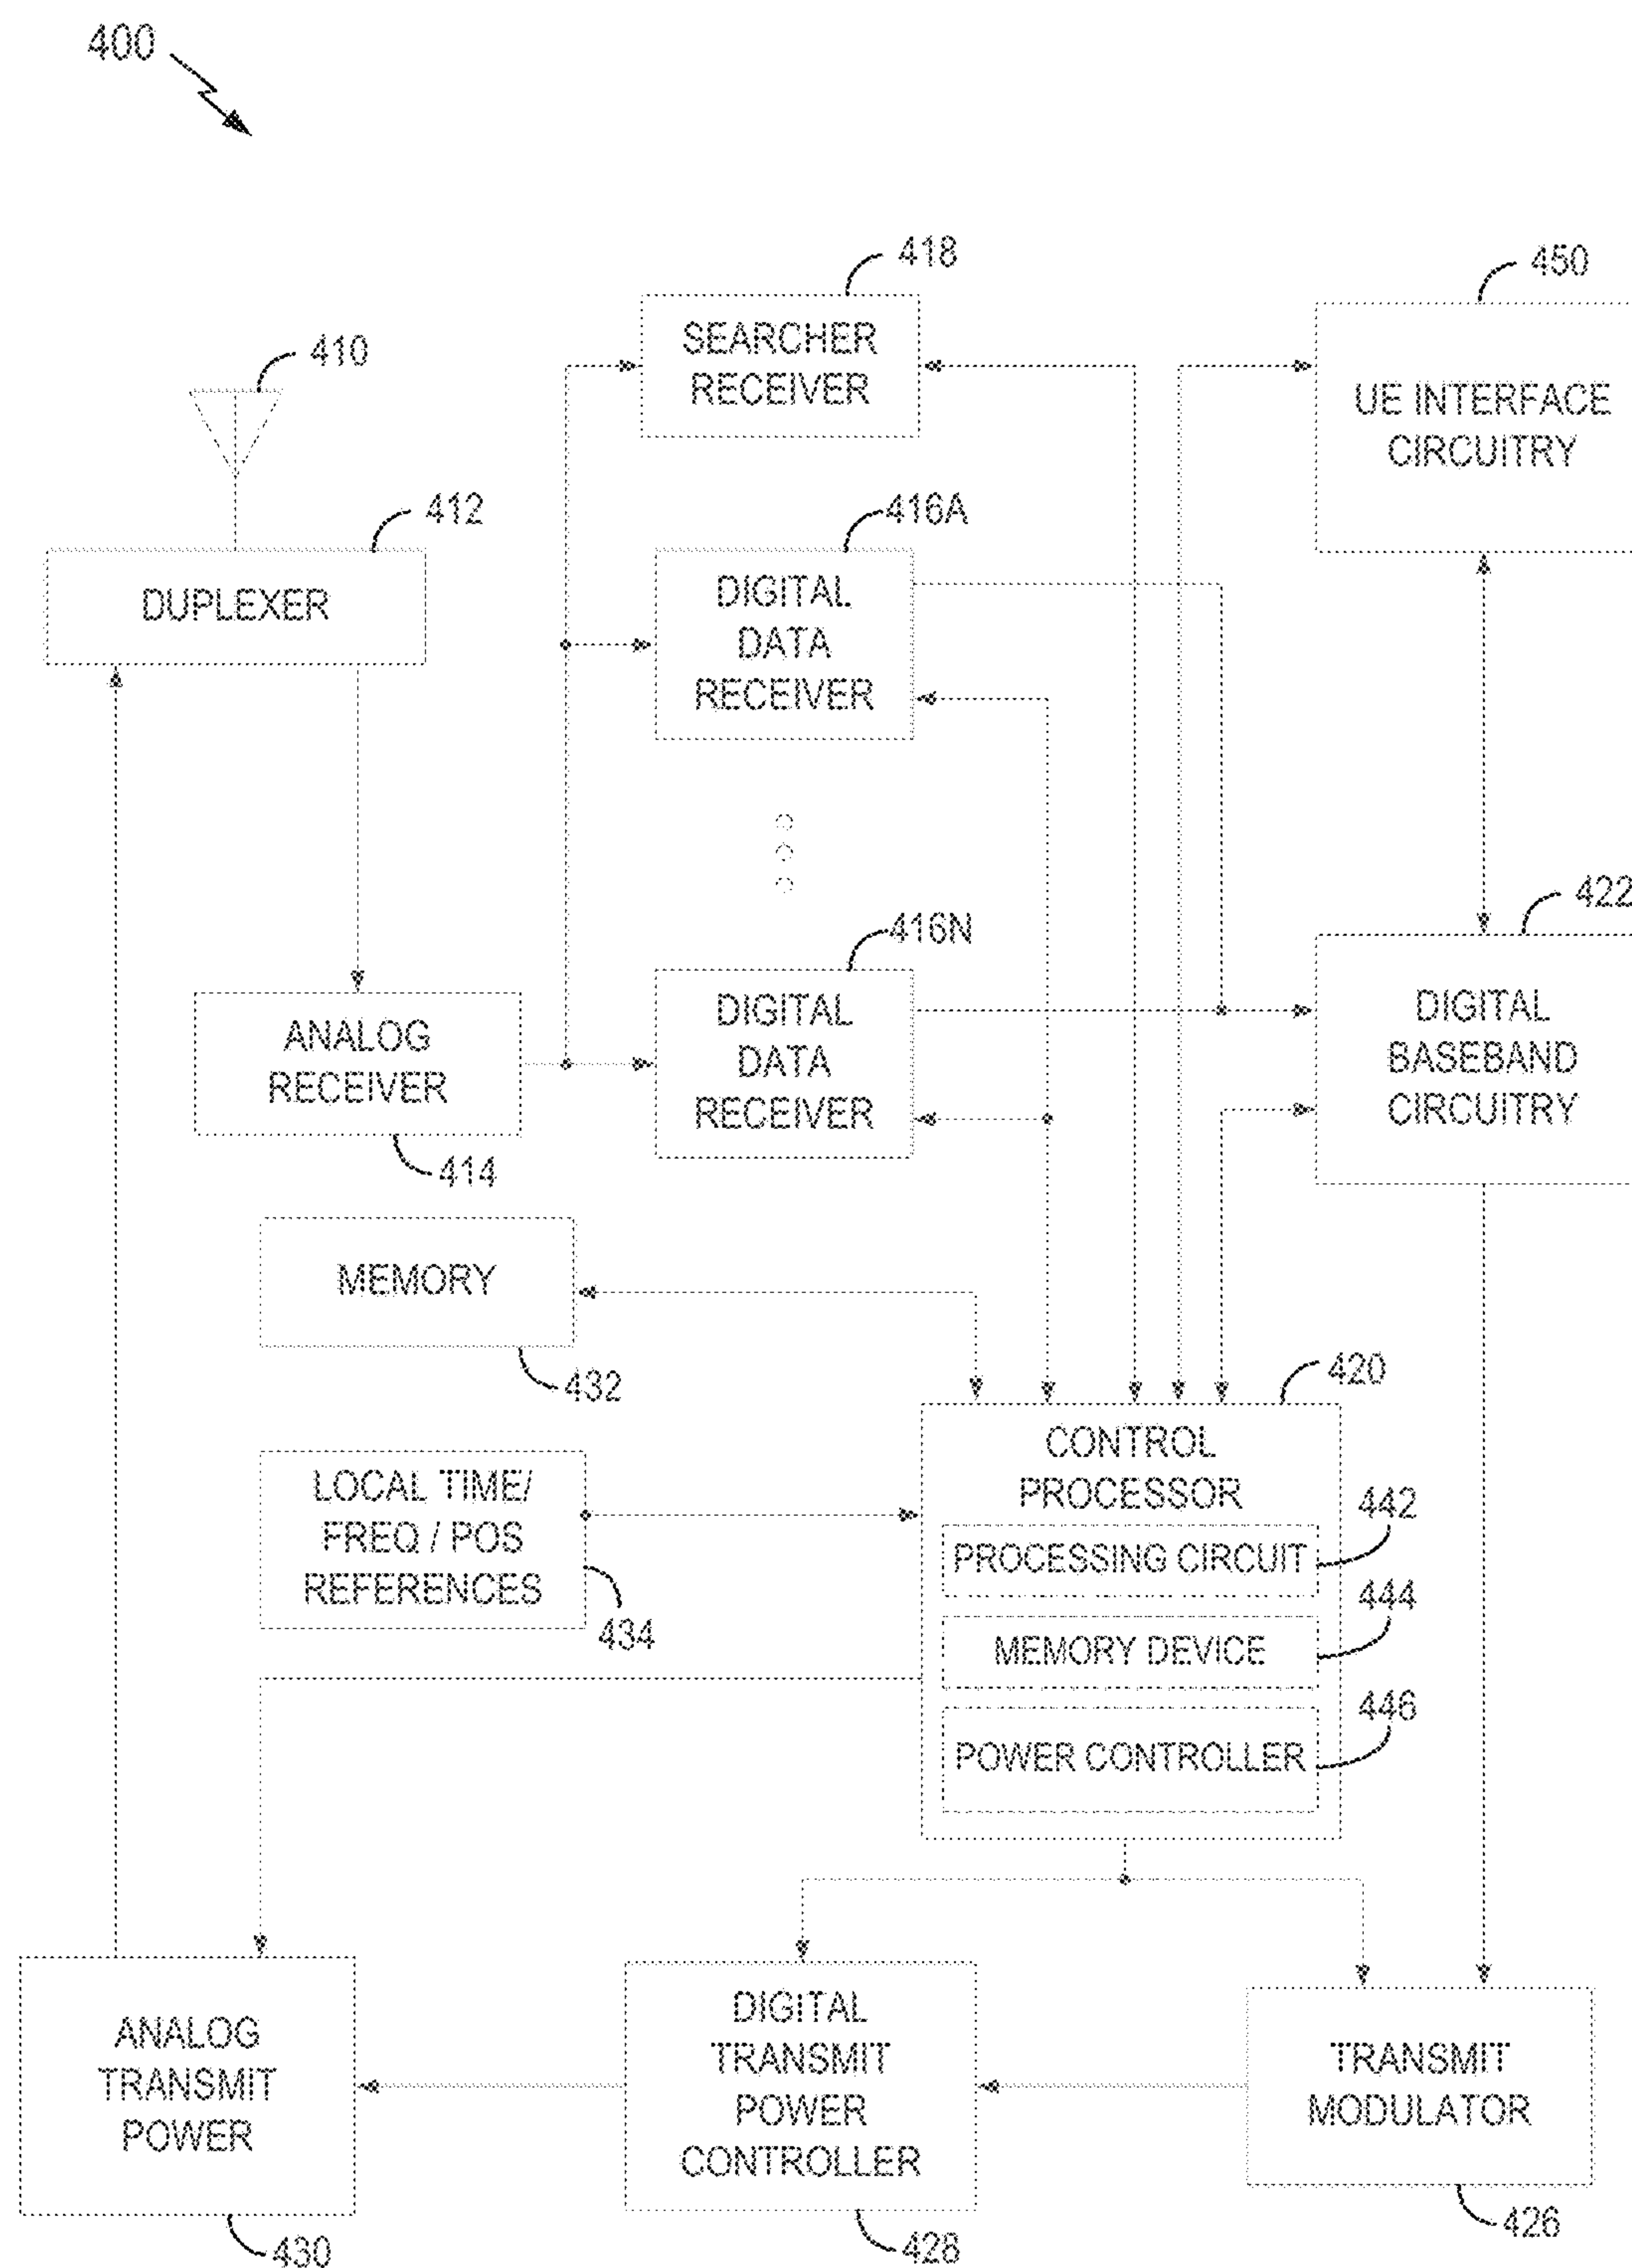 400
418
SEARCHER
RECEIVER
450
UE INTERFACE
CIRCUITRY
410
412
DUPLEXER
416A
DIGITAL
DATA
RECEIVER
416N
DIGITAL
DATA
RECEIVER
422
DIGITAL
BASEBAND
CIRCUITRY
ANALOG
RECEIVER
414
MEMORY
432
LOCAL TIME/
FREQ / POS
REFERENCES
434
420
CONTROL
PROCESSOR
442
PROCESSING CIRCUIT
444
MEMORY DEVICE
446
POWER CONTROLLER
ANALOG
TRANSMIT
POWER
430
DIGITAL
TRANSMIT
POWER
CONTROLLER
428
TRANSMIT
MODULATOR
426